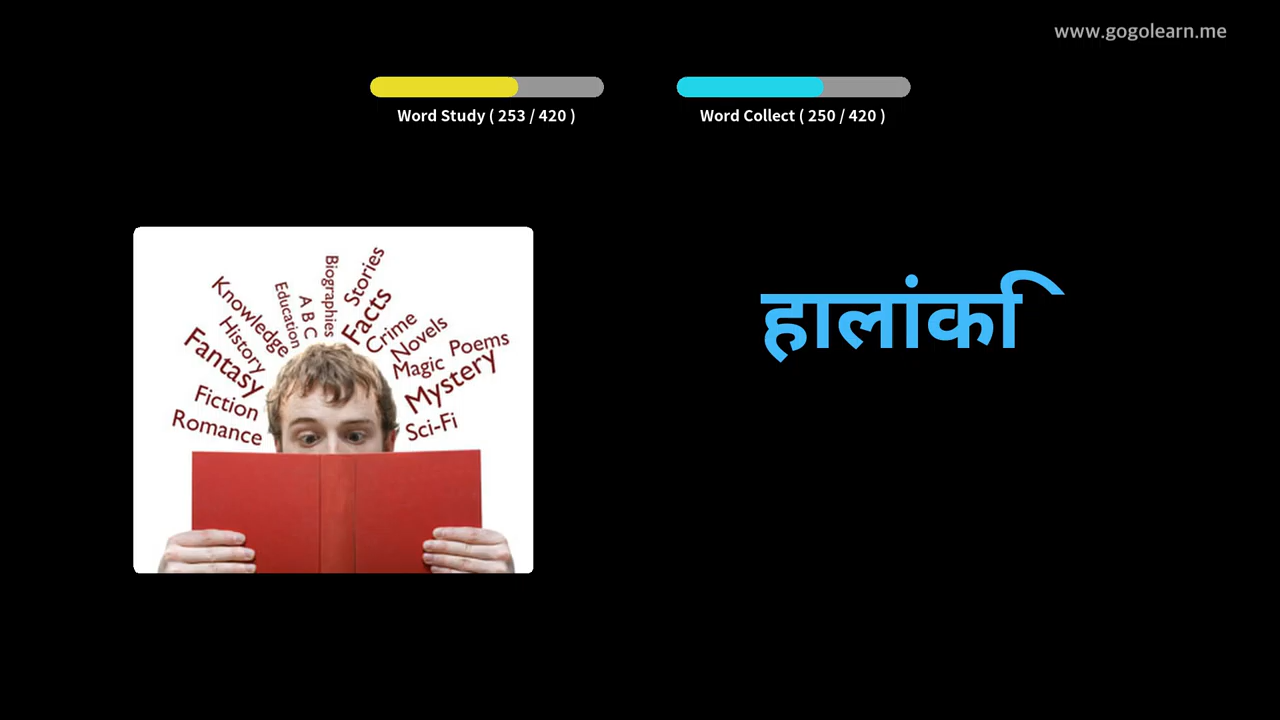 www.gogolearn.me
Word Study ( 253 / 420 )
Word Collect ( 250 / 420 )
Biographies
Stories
Knowledge
Education
A B C
Facts
Crime
History
Novels
Poems
Fantasy
Magic
Mystery
Fiction
Romance
Sci-Fi
हालांकि